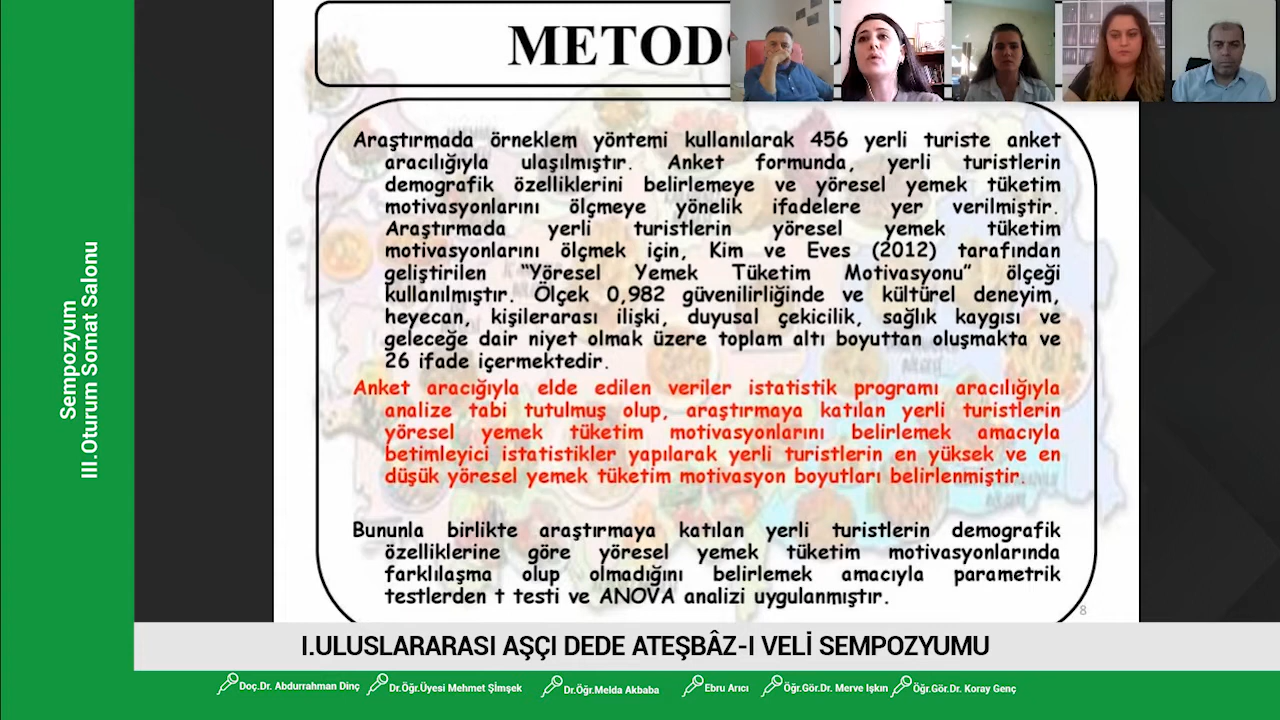 METOD
Araştırmada örneklem yöntemi kullanılarak 456 yerli turiste anket
aracılığıyla ulaşılmıştır. Anket formunda, yerli turistlerin
demografik özelliklerini belirlemeye ve yöresel yemek tüketim
motivasyonlarını ölçmeye yönelik ifadelere yer verilmiştir.
Araştırmada yerli turistlerin yöresel yemek tüketim
motivasyonlarını ölçmek için, Kim ve Eves (2012) tarafından
geliştirilen “Yöresel Yemek Tüketim Motivasyonu” ölçeği
kullanılmıştır. Ölçek 0,982 güvenilirliğinde ve kültürel deneyim,
heyecan, kişilerarası ilişki, duyusal çekicilik, sağlık kaygısı ve
geleceğe dair niyet olmak üzere toplam altı boyuttan oluşmakta ve
26 ifade içermektedir.
Anket aracığıyla elde edilen veriler istatistik programı aracılığıyla
analize tabi tutulmuş olup, araştırmaya katılan yerli turistlerin
yöresel yemek tüketim motivasyonlarını belirlemek amacıyla
betimleyici istatistikler yapılarak yerli turistlerin en yüksek ve en
düşük yöresel yemek tüketim motivasyon boyutları belirlenmiştir.
Bununla birlikte araştırmaya katılan yerli turistlerin demografik
özelliklerine göre yöresel yemek tüketim motivasyonlarında
farklılaşma olup olmadığını belirlemek amacıyla parametrik
testlerden t testi ve ANOVA analizi uygulanmıştır.
8
Sempozyum
III.Oturum Somat Salonu
I.ULUSLARARASI AŞÇI DEDE ATEŞBÂZ-I VELİ SEMPOZYUMU
Doç.Dr. Abdurrahman Dinç Dr.Öğr.Üyesi Mehmet Şİmşek Dr.Öğr.Melda Akbaba Ebru Arıcı Öğr.Gör.Dr. Merve Işkın Öğr.Gör.Dr. Koray Genç